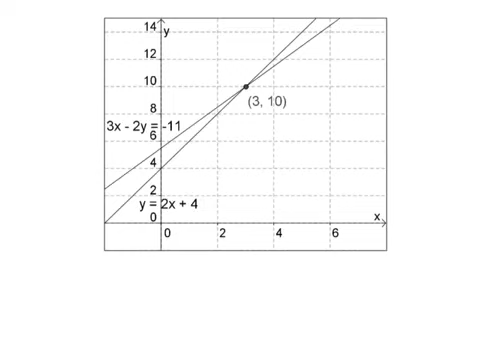 14
y
12
10
(3, 10)
8
3x - 2y = -11
6
4
2
y = 2x + 4
0
x
0 2 4 6